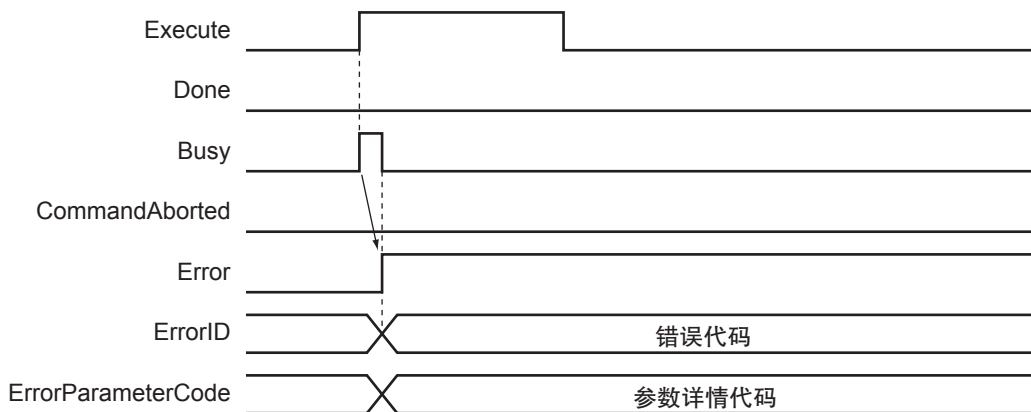 Execute
Done
Busy
CommandAborted
Error
ErrorID
错误代码
ErrorParameterCode
参数详情代码